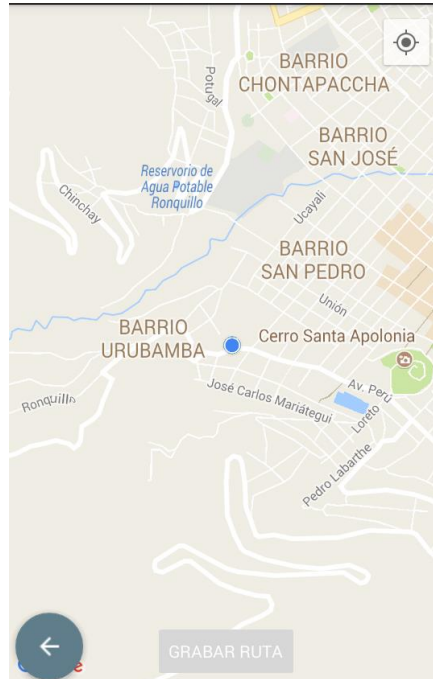 BARRIO
CHONTAPACCHA
Potugal
BARRIO
SAN JOSÉ
Reservorio de
Agua Potable
Ronquillo
Chinchay
Ucayali
BARRIO
SAN PEDRO
Unión
BARRIO
URUBAMBA
Cerro Santa Apolonia
José Carlos Mariátegui
Av. Perú
Ronquillo
Loreto
Pedro Labarthe
GRABAR RUTA